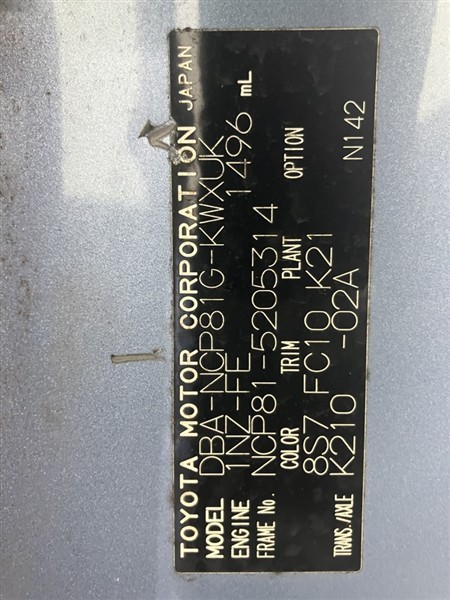 TOYOTA MOTOR CORPORATION JAPAN
MODEL DBA-NCP81G-KWXUK
ENGINE 1NZ-FE 1496 mL
FRAME No. NCP81-5205314
COLOR TRIM PLANT OPTION
8S7 FC10 K21 N142
TRANS./AXLE K210 -02A